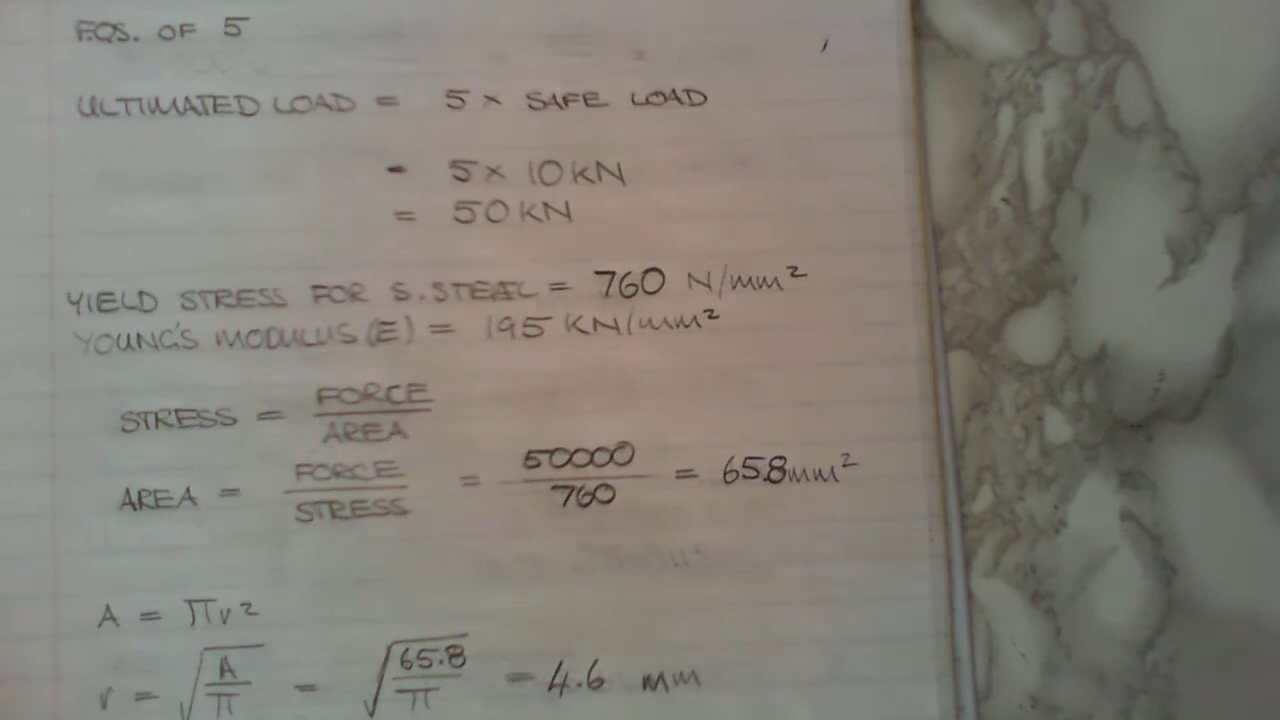 F.O.S. OF 5
ULTIMATED LOAD = 5 × SAFE LOAD
= 5 × 10 KN
= 50 KN
YIELD STRESS FOR S. STEEL = 760 N/mm²
YOUNG'S MODULUS (E) = 195 KN/mm²
STRESS = FORCE / AREA
AREA = FORCE / STRESS = 50000 / 760 = 65.8 mm²
A = πr²
r = √(A / π) = √(65.8 / π) = 4.6 mm